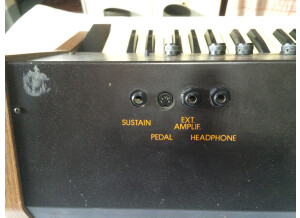 SUSTAIN
PEDAL
EXT.
AMPLIF.
HEADPHONE